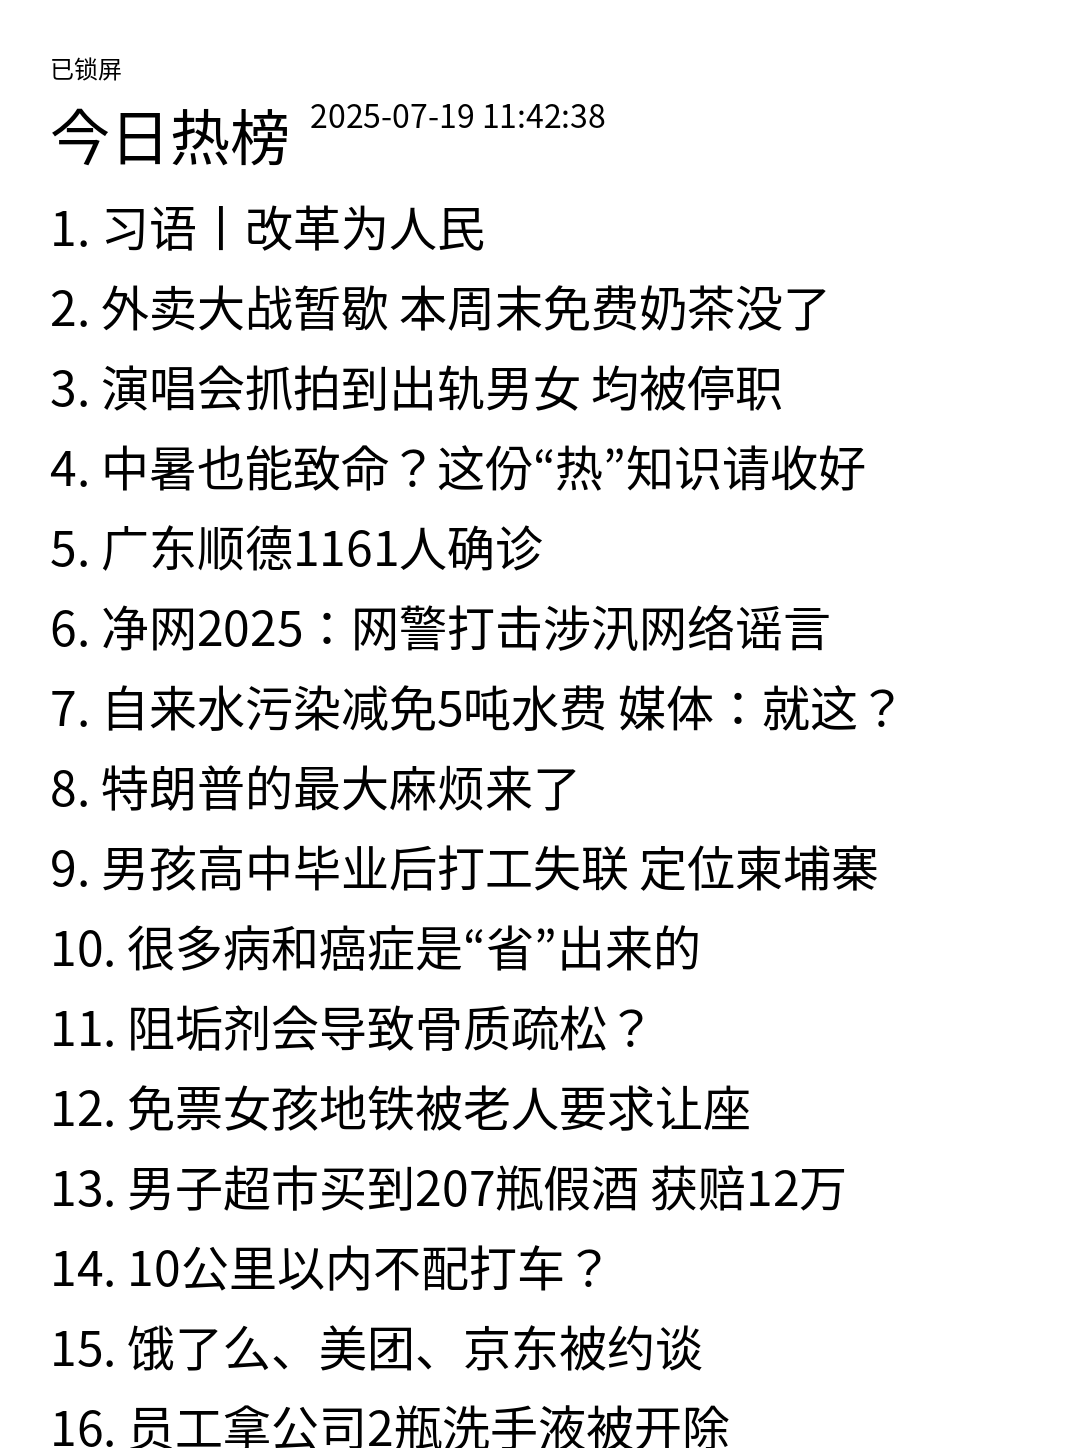 已锁屏
今日热榜 2025-07-19 11:42:38
1. 习语丨改革为人民
2. 外卖大战暂歇 本周末免费奶茶没了
3. 演唱会抓拍到出轨男女 均被停职
4. 中暑也能致命？这份“热”知识请收好
5. 广东顺德1161人确诊
6. 净网2025：网警打击涉汛网络谣言
7. 自来水污染减免5吨水费 媒体：就这？
8. 特朗普的最大麻烦来了
9. 男孩高中毕业后打工失联 定位柬埔寨
10. 很多病和癌症是“省”出来的
11. 阻垢剂会导致骨质疏松？
12. 免票女孩地铁被老人要求让座
13. 男子超市买到207瓶假酒 获赔12万
14. 10公里以内不配打车？
15. 饿了么、美团、京东被约谈
16. 员工拿公司2瓶洗手液被开除